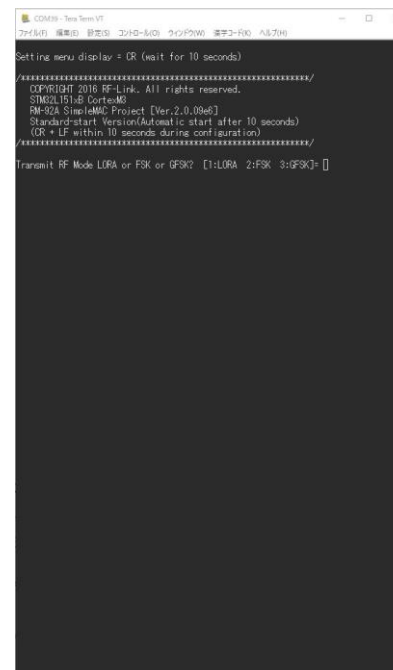 COM39 - Tera Term VT
ファイル(F) 編集(E) 設定(S) コントロール(O) ウィンドウ(W) 漢字コード(K) ヘルプ(H)
Setting menu display = CR (wait for 10 seconds)
/************************************************************/
COPYRIGHT 2016 RF-Link. All rights reserved.
STM32L151xB CortexM3
RM-92A SimpleMAC Project [Ver.2.0.09e6]
Standard-start Version(Automatic start after 10 seconds)
(CR + LF within 10 seconds during configuration)
/************************************************************/
Transmit RF Mode LORA or FSK or GFSK? [1:LORA 2:FSK 3:GFSK]=